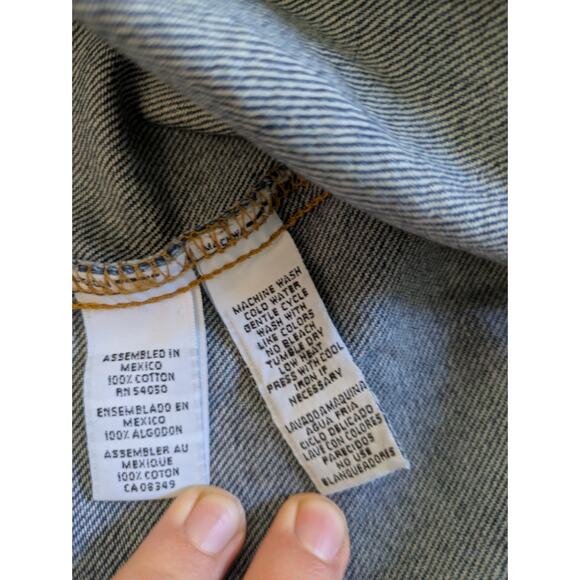 ASSEMBLED IN
MEXICO
100% COTTON
RN 54050
ENSEMBLADO EN
MEXICO
100% ALGODON
ASSEMBLER AU
MEXIQUE
100% COTON
CA 08349
MACHINE WASH
COLD WATER
GENTLE CYCLE
WASH WITH
LIKE COLORS
NO BLEACH
TUMBLE DRY
LOW HEAT
PRESS WITH COOL
IRON IF
NECESSARY
LAVADO A MAQUINA
AGUA FRIA
CICLO DELICADO
LAVE CON COLORES
PARECIDOS
NO USE
BLANQUEADORES